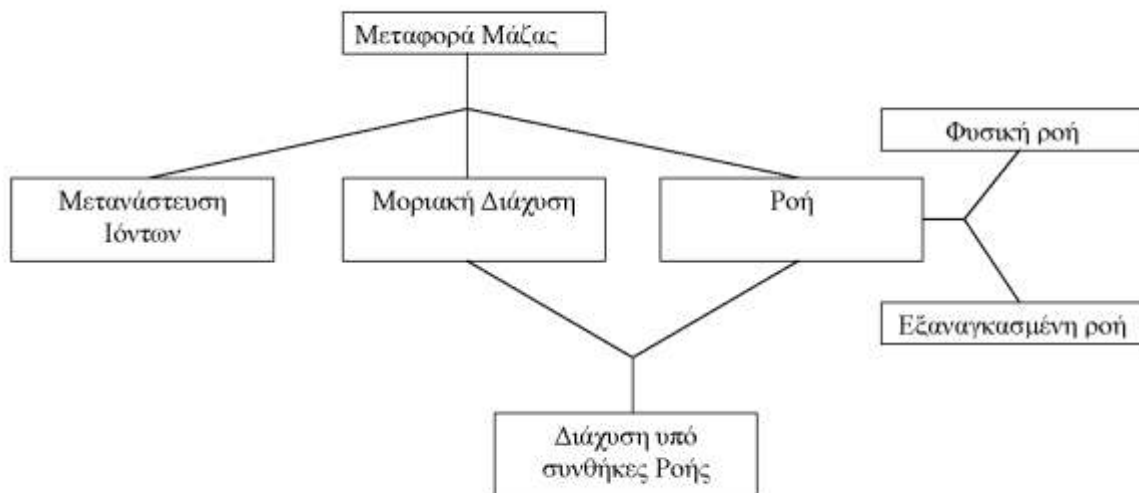 Μεταφορά Μάζας
Φυσική ροή
Μετανάστευση
Ιόντων
Μοριακή Διάχυση
Ροή
Εξαναγκασμένη ροή
Διάχυση υπό
συνθήκες Ροής